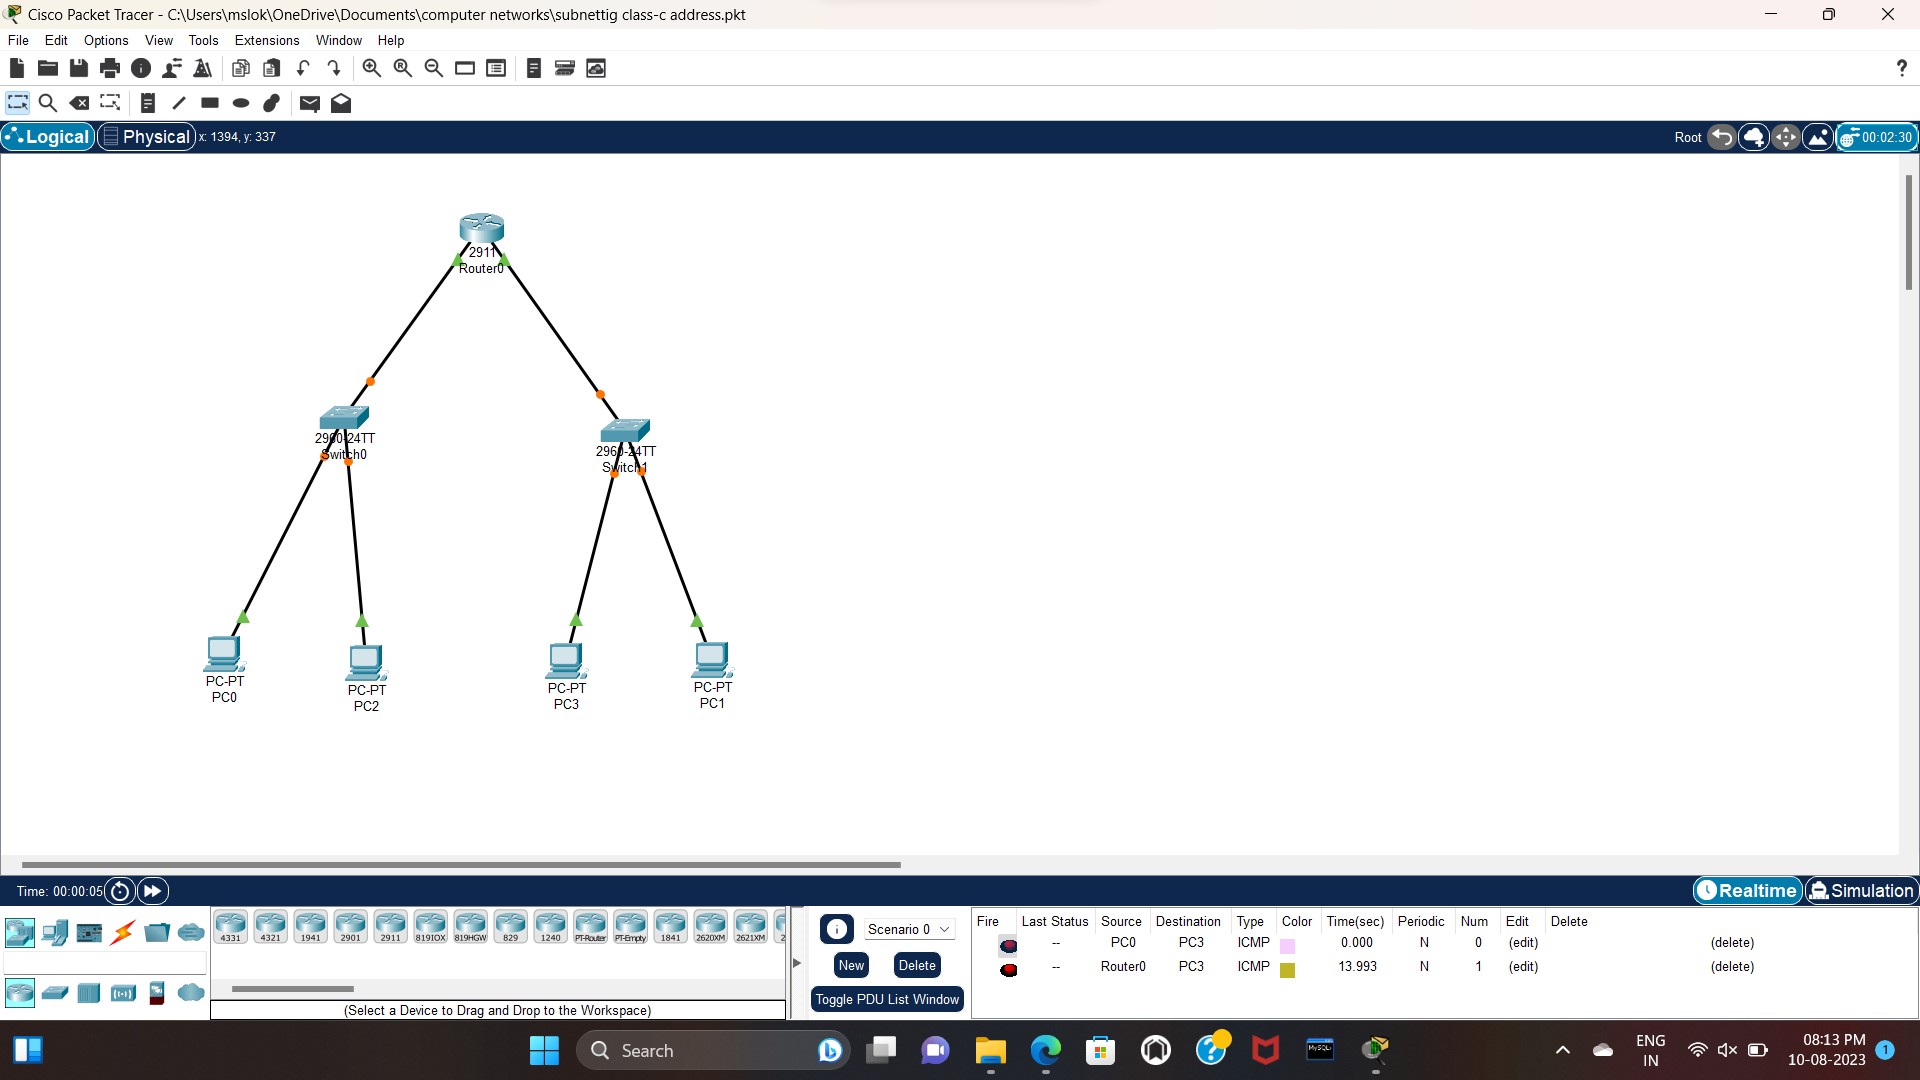 Cisco Packet Tracer - C:\Users\mslok\OneDrive\Documents\computer networks\subnettig class-c address.pkt
File Edit Options View Tools Extensions Window Help
?
Logical Physical x: 1394, y: 337 Root 00:02:30
2911
Router0
2960-24TT
Switch0
2960-24TT
Switch1
PC-PT
PC0
PC-PT
PC2
PC-PT
PC3
PC-PT
PC1
Time: 00:00:05 Realtime Simulation
4331 4321 1941 2901 2911 819IOX 819HGW 829 1240 PT-Router PT-Empty 1841 2620XM 2621XM 2
(Select a Device to Drag and Drop to the Workspace)
Scenario 0
New Delete
Toggle PDU List Window
Fire Last Status Source Destination Type Color Time(sec) Periodic Num Edit Delete
-- PC0 PC3 ICMP 0.000 N 0 (edit) (delete)
-- Router0 PC3 ICMP 13.993 N 1 (edit) (delete)
Search
MySQL
ENG
IN
08:13 PM
10-08-2023
1